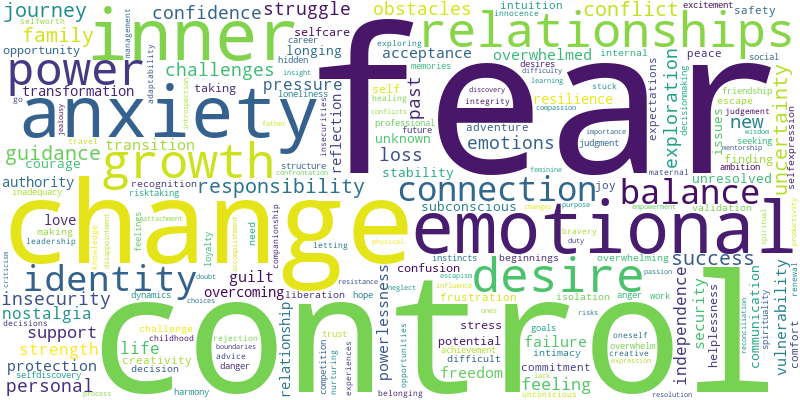 journey
selfworth
confidence
struggle
obstacles
intuition
innocence
excitement
safety
conflict
family
inner
management
selfcare
career
longing
hidden
exploring
acceptance
relationships
overwhelmed
internal
peace
social
opportunity
power
challenges
adaptability
insight
pressure
fear
memories
desires
difficulty
learning
stuck
expectations
decisionmaking
friendship
escape
judgement
wisdom
mentorship
selfexpression
transformation
taking
loneliness
self
healing
past
discovery
integrity
resilience
compassion
exploration
issues
new
seeking
finding
ambition
uncertainty
go
jealousy
anxiety
introspection
insecurities
reflection
conflicts
professional
future
unknown
adventure
emotions
importance
judgment
travel
father
guidance
courage
transition
growth
structure
confrontation
loss
stability
feminine
maternal
unresolved
authority
inadequacy
recognition
risktaking
responsibility
connection
joy
balance
validation
spiritual
productivity
love
making
leadership
knowledge
disappointment
change
attachment
feelings
loyalty
accomplishment
need
companionship
letting
subconscious
changes
purpose
empowerment
bravery
duty
emotional
criticism
identity
doubt
guilt
confusion
instincts
beginnings
overwhelming
success
passion
renewal
insecurity
dynamics
choices
overcoming
liberation
resistance
hope
neglect
powerlessness
escapism
influence
desire
frustration
ones
isolation
anger
work
risks
independence
security
helplessness
communication
reconciliation
spirituality
vulnerability
comfort
nostalgia
decisions
support
challenge
childhood
rejection
boundaries
advice
danger
relationship
control
trust
competition
nurturing
experiences
opportunities
stress
potential
achievement
difficult
goals
failure
intimacy
oneself
overwhelm
creative
expression
strength
life
creativity
decision
protection
selfdiscovery
personal
process
harmony
belonging
freedom
commitment
lack
feeling
unconscious
resolution